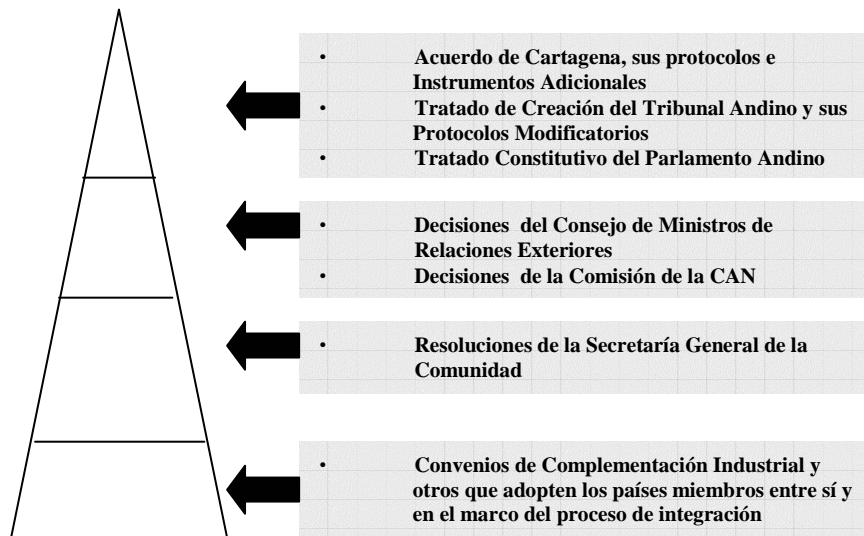 • Acuerdo de Cartagena, sus protocolos e
Instrumentos Adicionales
• Tratado de Creación del Tribunal Andino y sus
Protocolos Modificatorios
• Tratado Constitutivo del Parlamento Andino
• Decisiones del Consejo de Ministros de
Relaciones Exteriores
• Decisiones de la Comisión de la CAN
• Resoluciones de la Secretaría General de la
Comunidad
• Convenios de Complementación Industrial y
otros que adopten los países miembros entre sí y
en el marco del proceso de integración